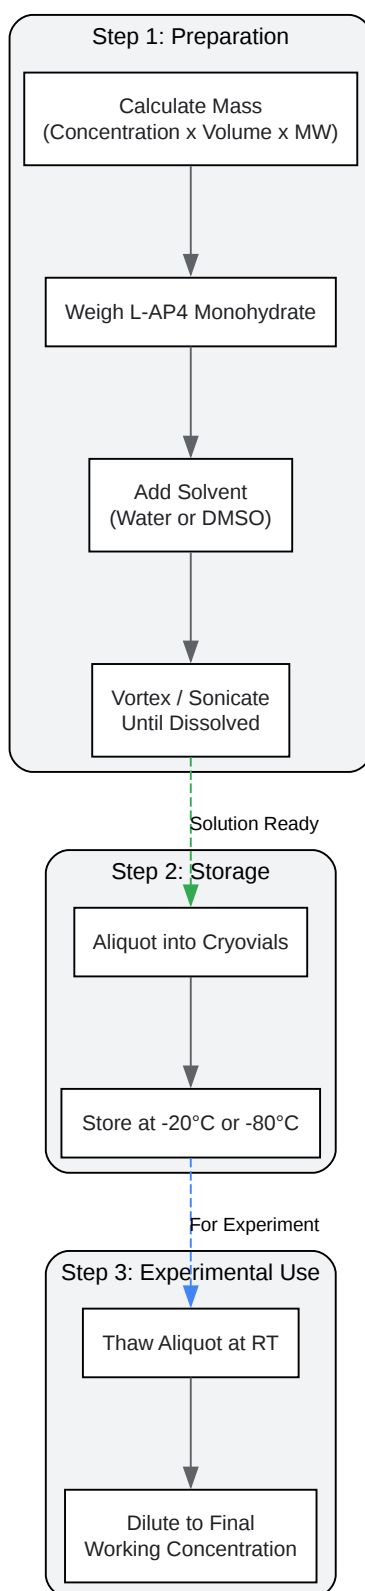 Step 1: Preparation
Calculate Mass
(Concentration x Volume x MW)
Weigh L-AP4 Monohydrate
Add Solvent
(Water or DMSO)
Vortex / Sonicate
Until Dissolved
Solution Ready
Step 2: Storage
Aliquot into Cryovials
Store at -20°C or -80°C
For Experiment
Step 3: Experimental Use
Thaw Aliquot at RT
Dilute to Final
Working Concentration